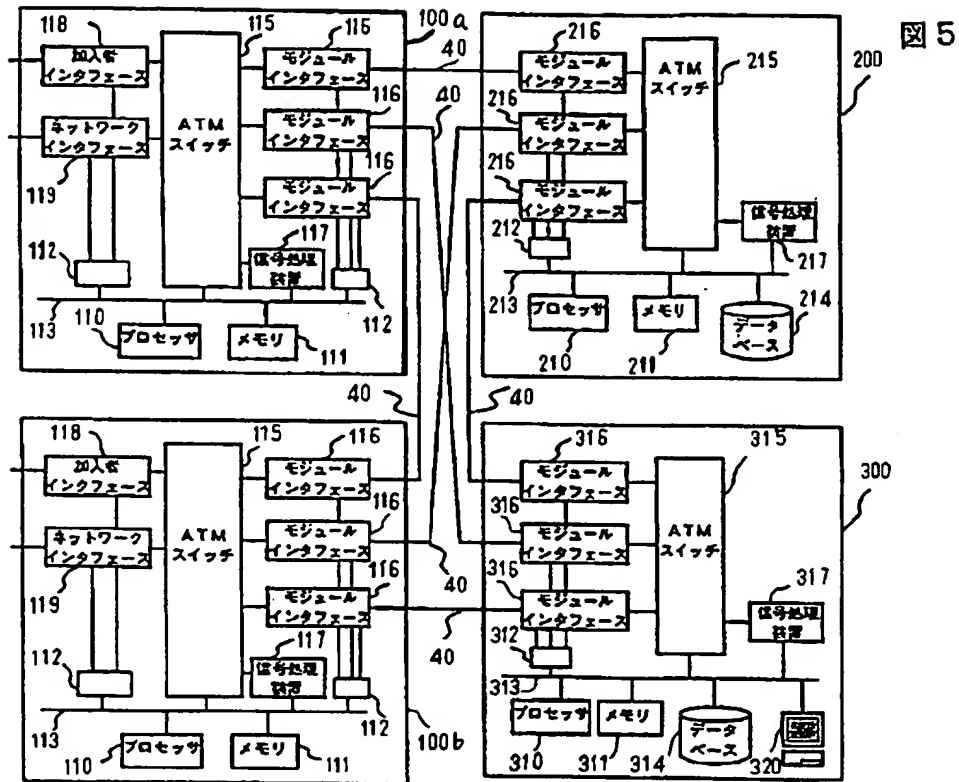 図5
118
115
116
100a
加入者
インタフェース
ATM
スイッチ
モジュール
インタフェース
40
116
モジュール
インタフェース
40
ネットワーク
インタフェース
119
116
モジュール
インタフェース
117
信号処理
装置
112
112
113
110
プロセッサ
メモリ
111
216
モジュール
インタフェース
ATM
スイッチ
215
200
216
モジュール
インタフェース
216
モジュール
インタフェース
212
信号処理
装置
217
213
プロセッサ
210
メモリ
211
データ
ベース
214
40
40
118
115
116
加入者
インタフェース
ATM
スイッチ
モジュール
インタフェース
116
モジュール
インタフェース
40
ネットワーク
インタフェース
119
116
モジュール
インタフェース
40
117
信号処理
装置
112
112
113
110
プロセッサ
メモリ
111
100b
316
モジュール
インタフェース
ATM
スイッチ
315
300
316
モジュール
インタフェース
316
モジュール
インタフェース
317
信号処理
装置
312
313
プロセッサ
310
メモリ
311
314
データ
ベース
320